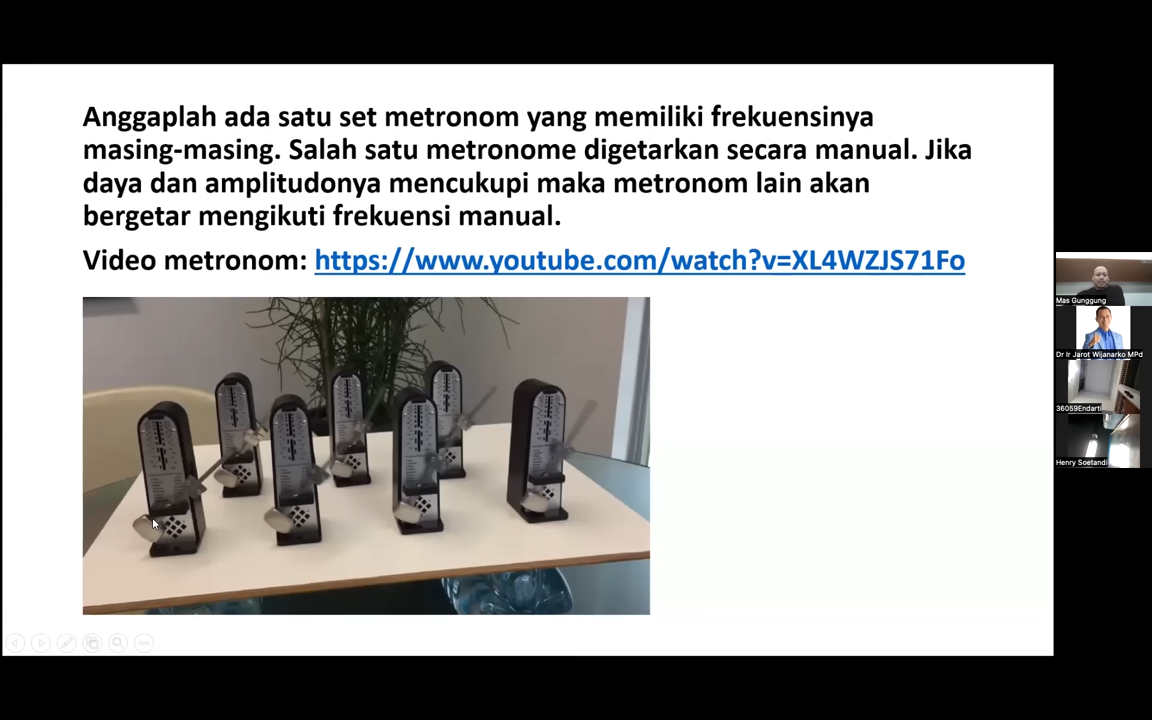 Anggaplah ada satu set metronom yang memiliki frekuensinya
masing-masing. Salah satu metronome digetarkan secara manual. Jika
daya dan amplitudonya mencukupi maka metronom lain akan
bergetar mengikuti frekuensi manual.
Video metronom: https://www.youtube.com/watch?v=XL4WZJS71Fo
Mas Gunggung
Dr Ir Jarot Wijanarko MPd
36059Endarti
Henry Soetandi